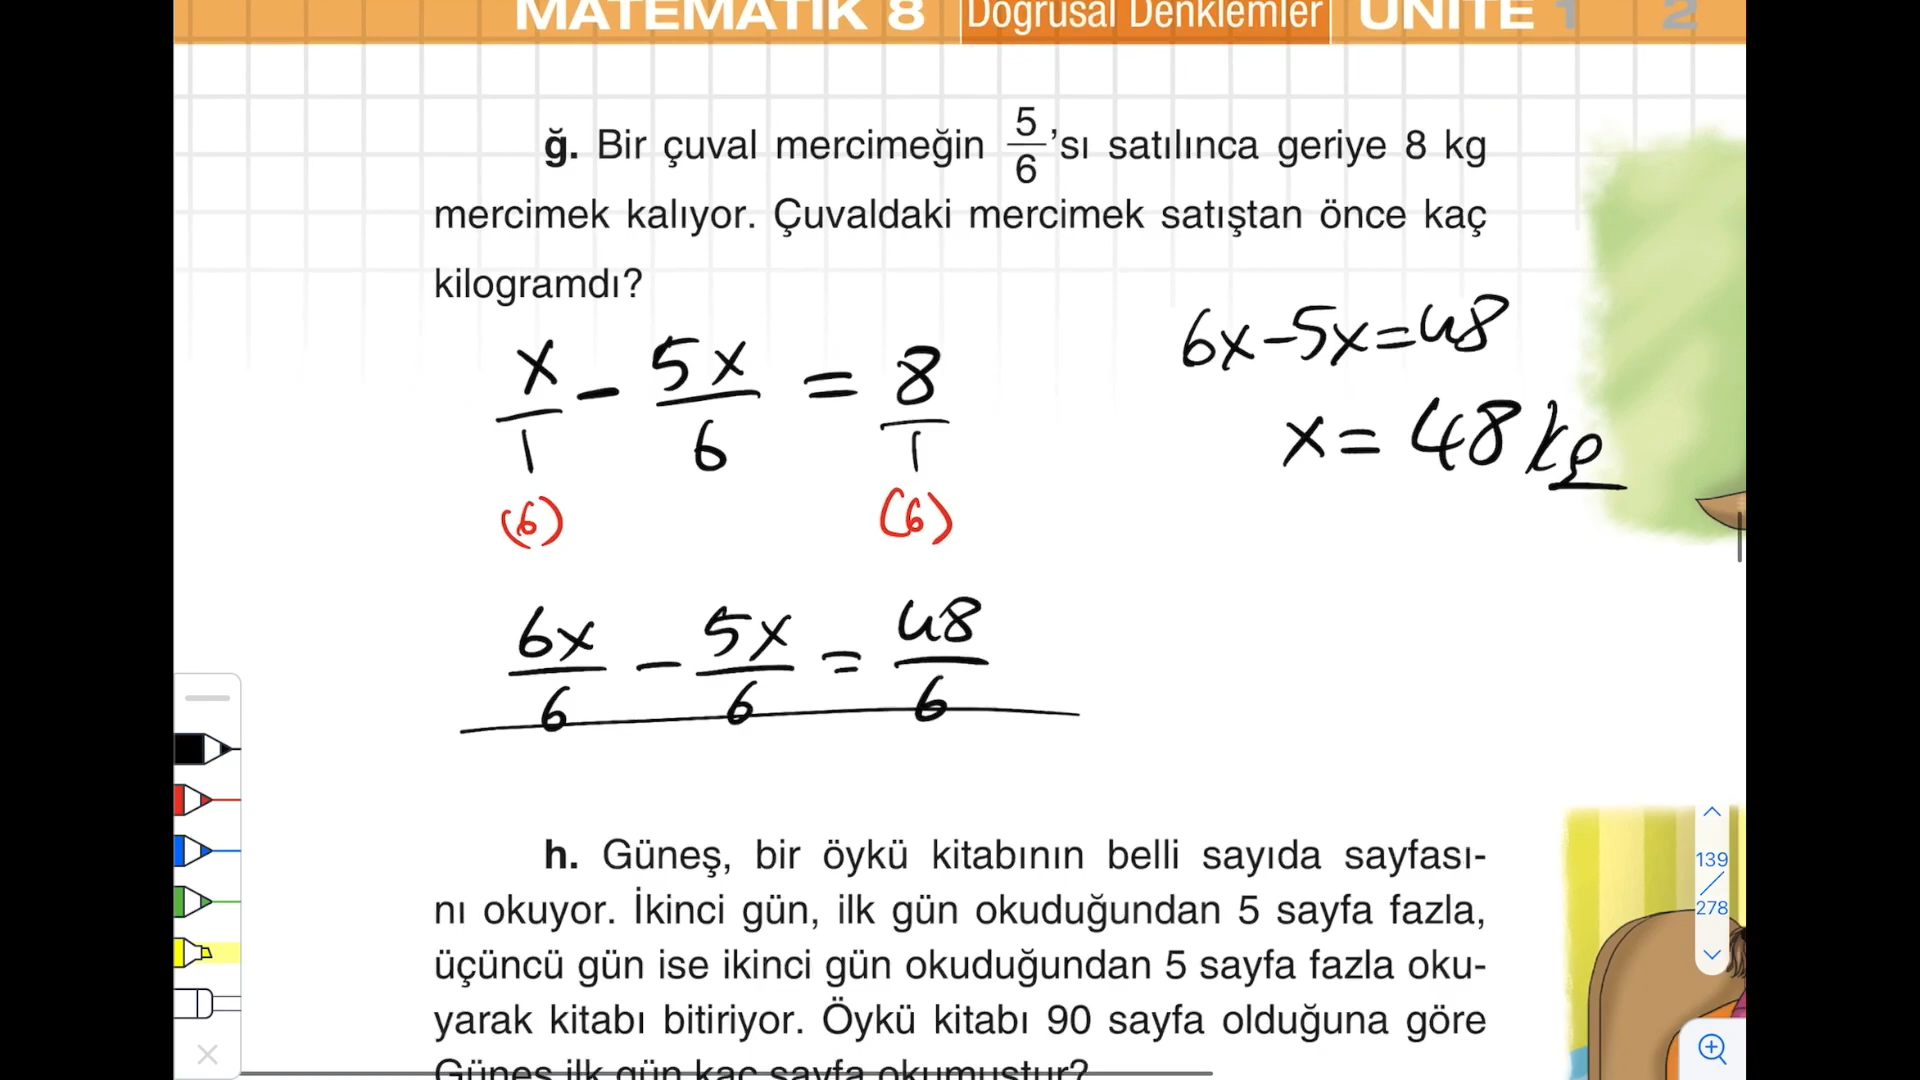 MATEMATİK 8 Doğrusal Denklemler ÜNİTE 1 2
ğ. Bir çuval mercimeğin 5/6 'sı satılınca geriye 8 kg
mercimek kalıyor. Çuvaldaki mercimek satıştan önce kaç
kilogramdı?
6x-5x=48
x/1 - 5x/6 = 8/1
x= 48 kg
(6) (6)
6x/6 - 5x/6 = 48/6
h. Güneş, bir öykü kitabının belli sayıda sayfası-
nı okuyor. İkinci gün, ilk gün okuduğundan 5 sayfa fazla,
üçüncü gün ise ikinci gün okuduğundan 5 sayfa fazla oku-
yarak kitabı bitiriyor. Öykü kitabı 90 sayfa olduğuna göre
Güneş ilk gün kaç sayfa okumuştur?
139
/
278